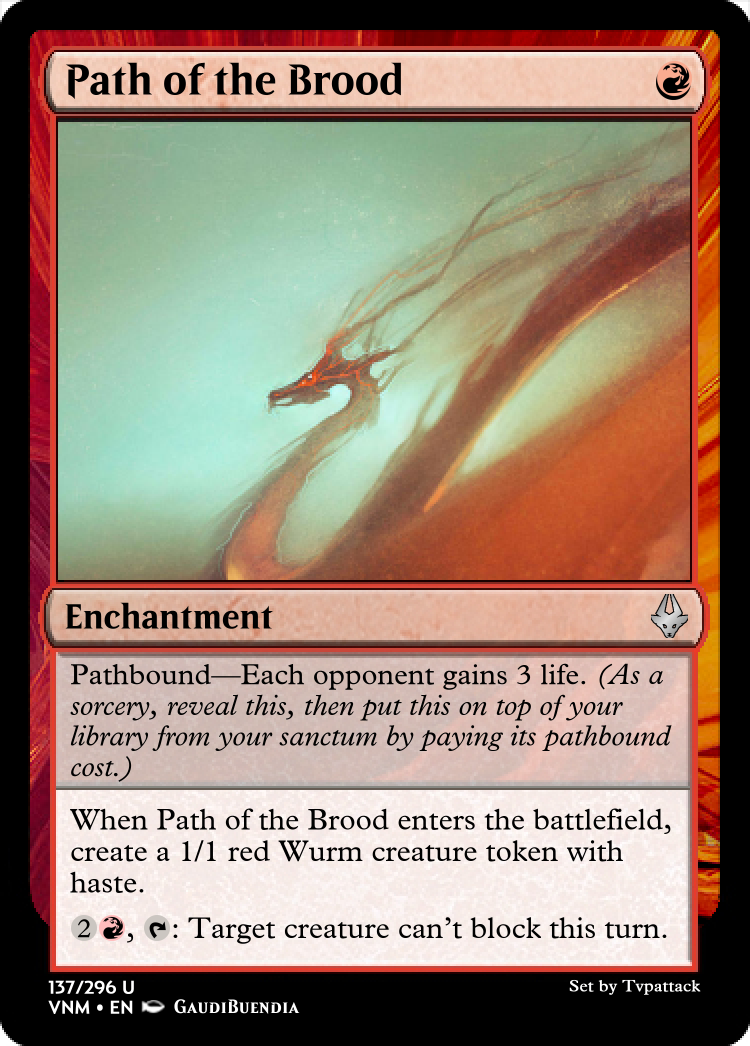 Path of the Brood
Enchantment
Pathbound—Each opponent gains 3 life. (As a
sorcery, reveal this, then put this on top of your
library from your sanctum by paying its pathbound
cost.)
When Path of the Brood enters the battlefield,
create a 1/1 red Wurm creature token with
haste.
2, : Target creature can't block this turn.
137/296 U
Set by Tvpattack
VNM • EN GaudiBuendia